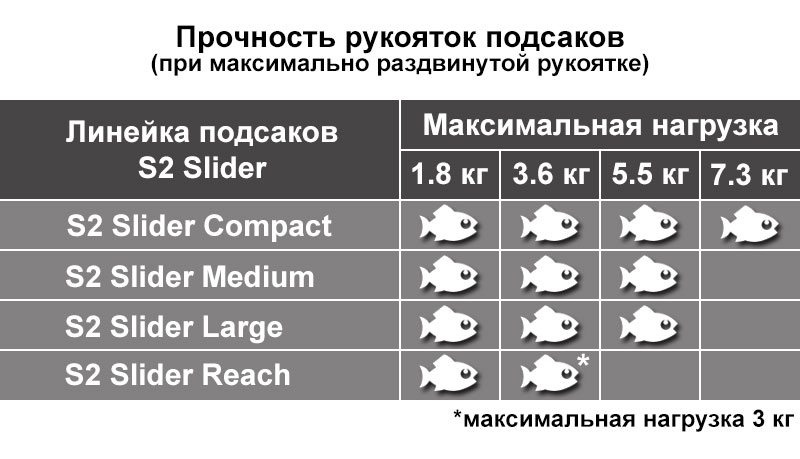 Прочность рукояток подсаков
(при максимально раздвинутой рукоятке)
Линейка подсаков
S2 Slider
Максимальная нагрузка
1.8 кг 3.6 кг 5.5 кг 7.3 кг
S2 Slider Compact
S2 Slider Medium
S2 Slider Large
S2 Slider Reach *
*максимальная нагрузка 3 кг